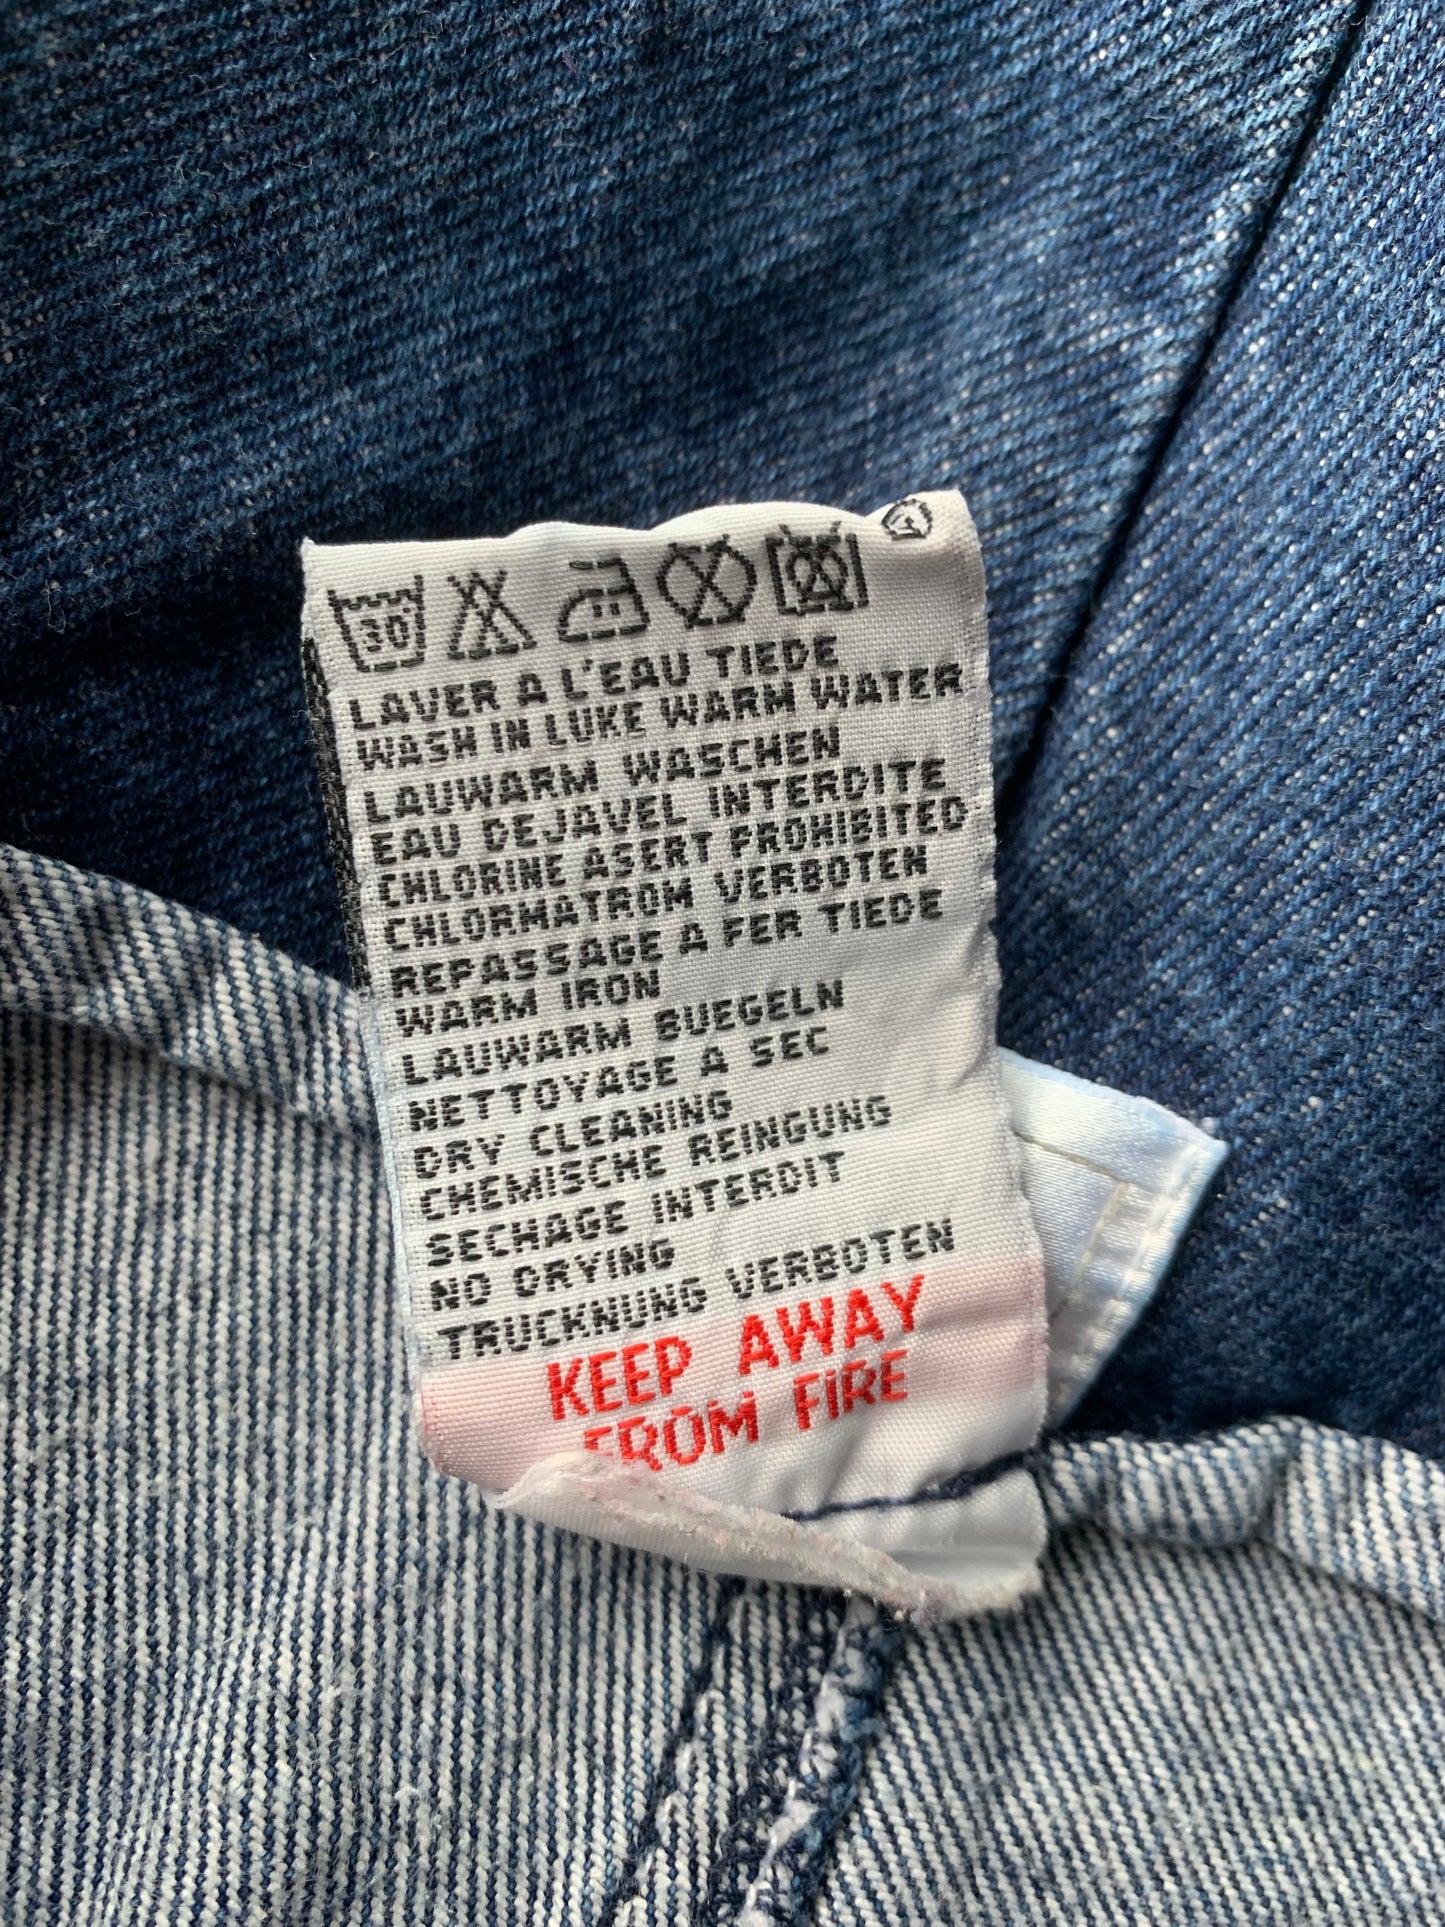 30
LAVER A L'EAU TIEDE
WASH IN LUKE WARM WATER
LAUWARM WASCHEN
EAU DEJAVEL INTERDITE
CHLORINE ASERT PROHIBITED
CHLORMATROM VERBOTEN
REPASSAGE A FER TIEDE
WARM IRON
LAUWARM BUEGELN
NETTOYAGE A SEC
DRY CLEANING
CHEMISCHE REINGUNG
SECHAGE INTERDIT
NO DRYING
TRUCKNUNG VERBOTEN
KEEP AWAY
FROM FIRE